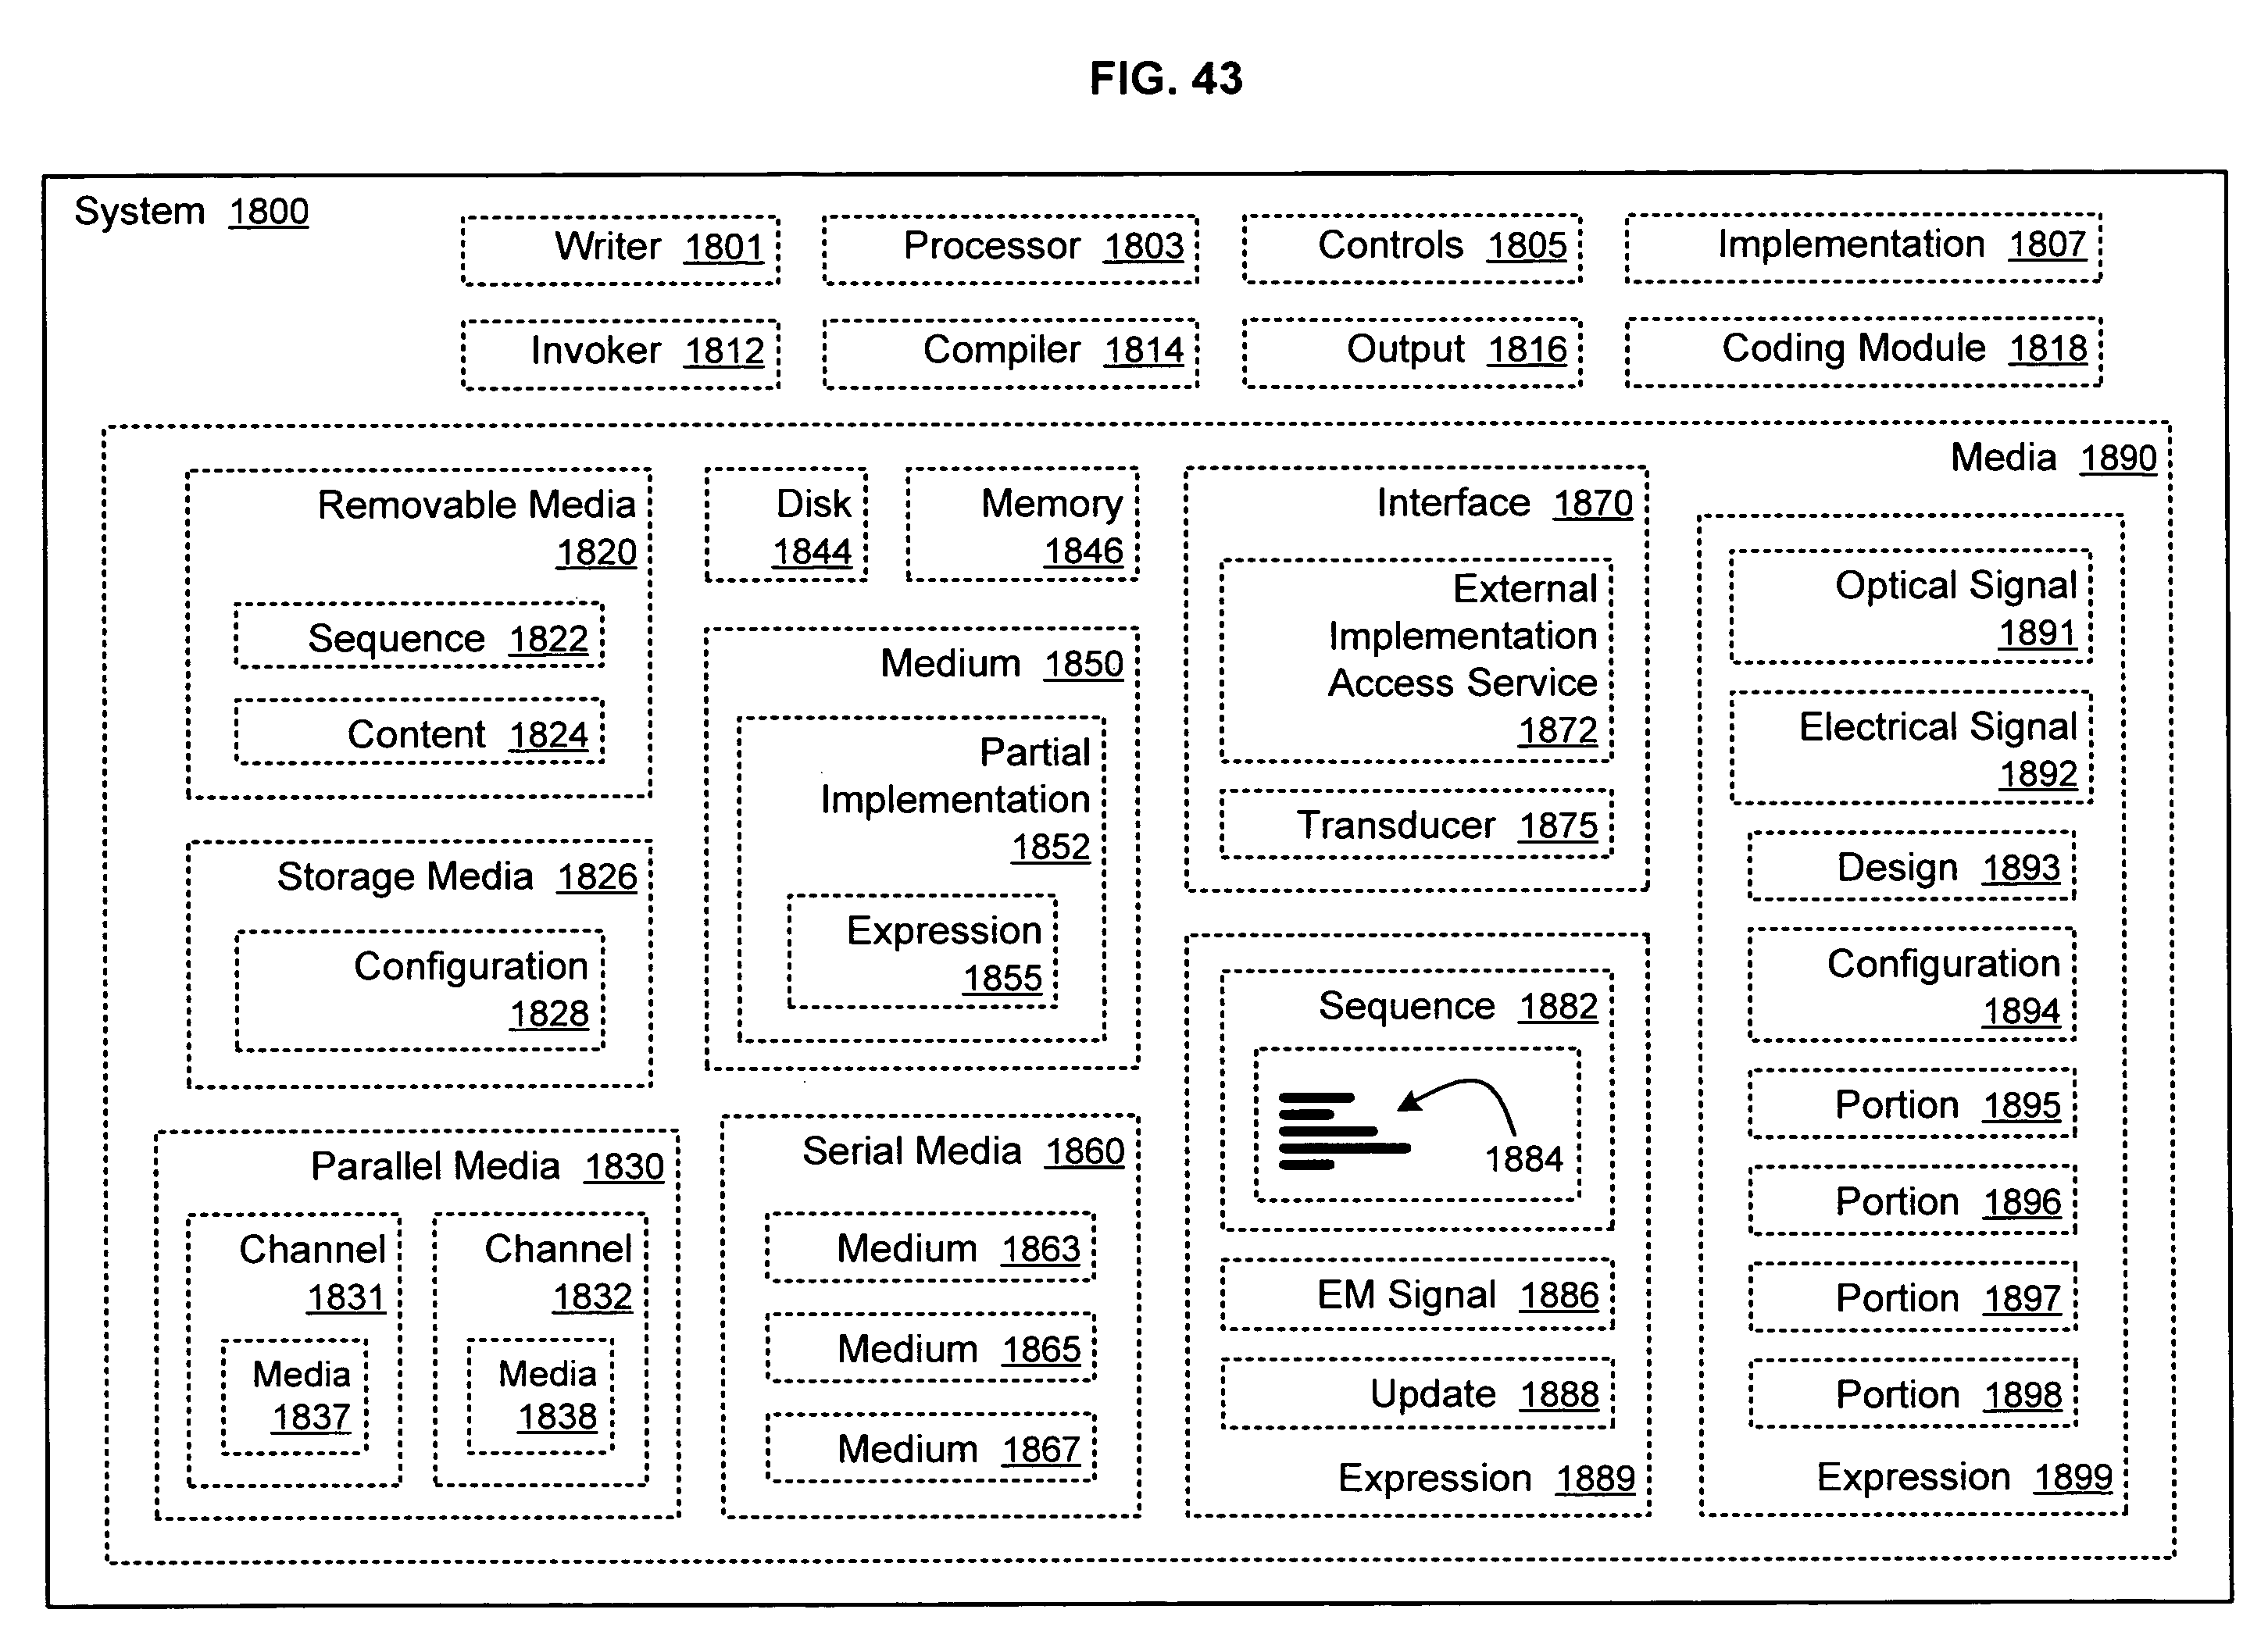 FIG. 43
System 1800
Writer 1801
Processor 1803
Controls 1805
Implementation 1807
Invoker 1812
Compiler 1814
Output 1816
Coding Module 1818
Media 1890
Removable Media
1820
Sequence 1822
Content 1824
Storage Media 1826
Configuration
1828
Parallel Media 1830
Channel
1831
Media
1837
Channel
1832
Media
1838
Disk
1844
Memory
1846
Medium 1850
Partial
Implementation
1852
Expression
1855
Serial Media 1860
Medium 1863
Medium 1865
Medium 1867
Interface 1870
External
Implementation
Access Service
1872
Transducer 1875
Sequence 1882
1884
EM Signal 1886
Update 1888
Expression 1889
Optical Signal
1891
Electrical Signal
1892
Design 1893
Configuration
1894
Portion 1895
Portion 1896
Portion 1897
Portion 1898
Expression 1899